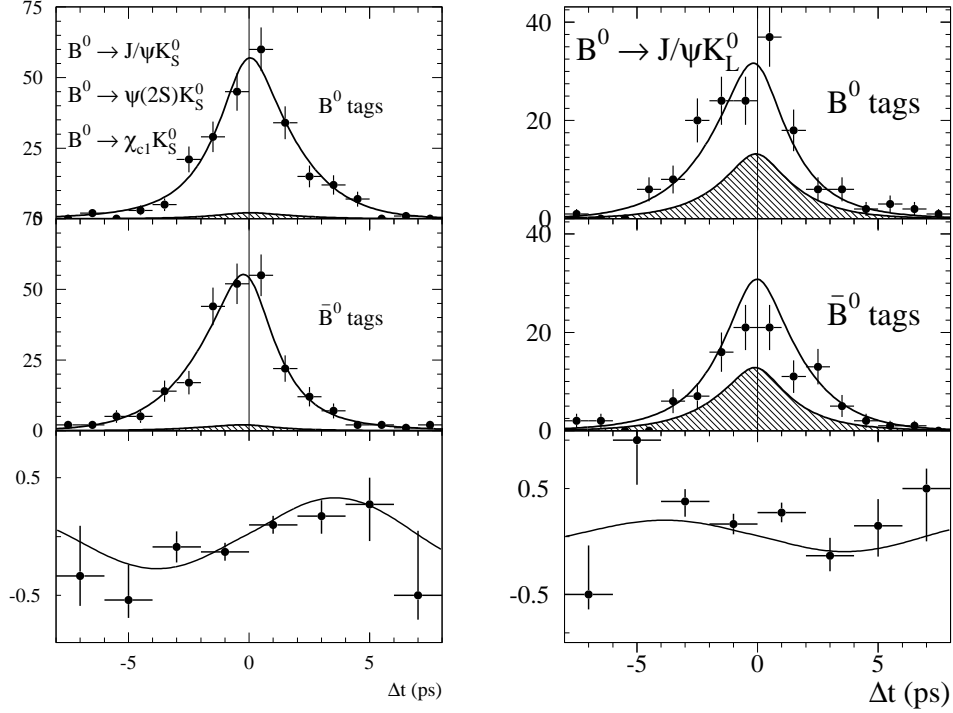 75
B⁰ → J/ψK⁰_S
B⁰ → ψ(2S)K⁰_S
B⁰ → χ_c1K⁰_S
B⁰ tags
50
25
0
75
B̄⁰ tags
50
25
0
0.5
-0.5
-5
0
5
Δt (ps)
B⁰ → J/ψK⁰_L
40
B⁰ tags
20
0
40
B̄⁰ tags
20
0
0.5
-0.5
-5
0
5
Δt (ps)